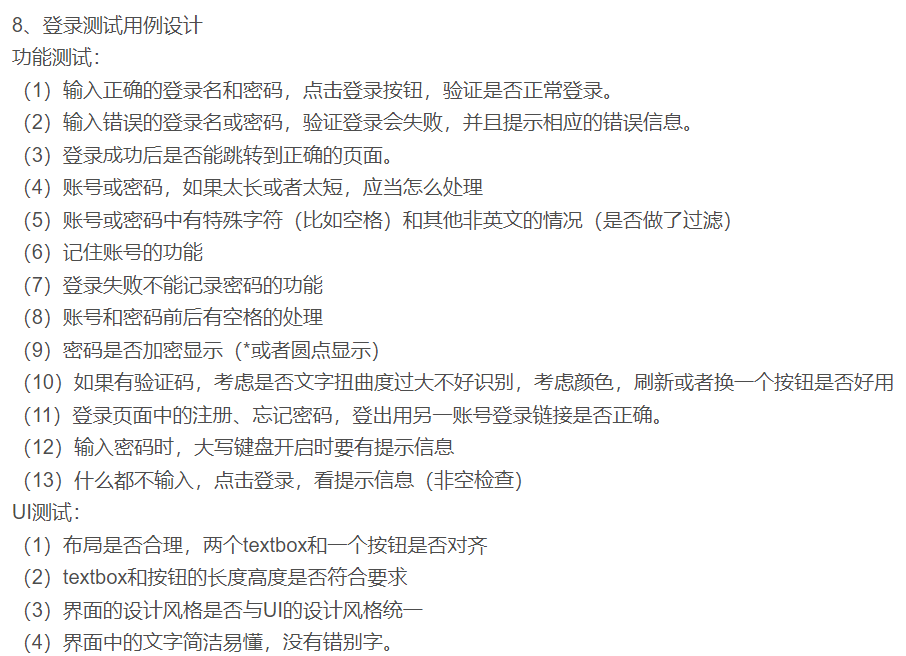 8、登录测试用例设计
功能测试：
（1）输入正确的登录名和密码，点击登录按钮，验证是否正常登录。
（2）输入错误的登录名或密码，验证登录会失败，并且提示相应的错误信息。
（3）登录成功后是否能跳转到正确的页面。
（4）账号或密码，如果太长或者太短，应当怎么处理
（5）账号或密码中有特殊字符（比如空格）和其他非英文的情况（是否做了过滤）
（6）记住账号的功能
（7）登录失败不能记录密码的功能
（8）账号和密码前后有空格的处理
（9）密码是否加密显示（*或者圆点显示）
（10）如果有验证码，考虑是否文字扭曲度过大不好识别，考虑颜色，刷新或者换一个按钮是否好用
（11）登录页面中的注册、忘记密码，登出用另一账号登录链接是否正确。
（12）输入密码时，大写键盘开启时要有提示信息
（13）什么都不输入，点击登录，看提示信息（非空检查）
UI测试：
（1）布局是否合理，两个textbox和一个按钮是否对齐
（2）textbox和按钮的长度高度是否符合要求
（3）界面的设计风格是否与UI的设计风格统一
（4）界面中的文字简洁易懂，没有错别字。